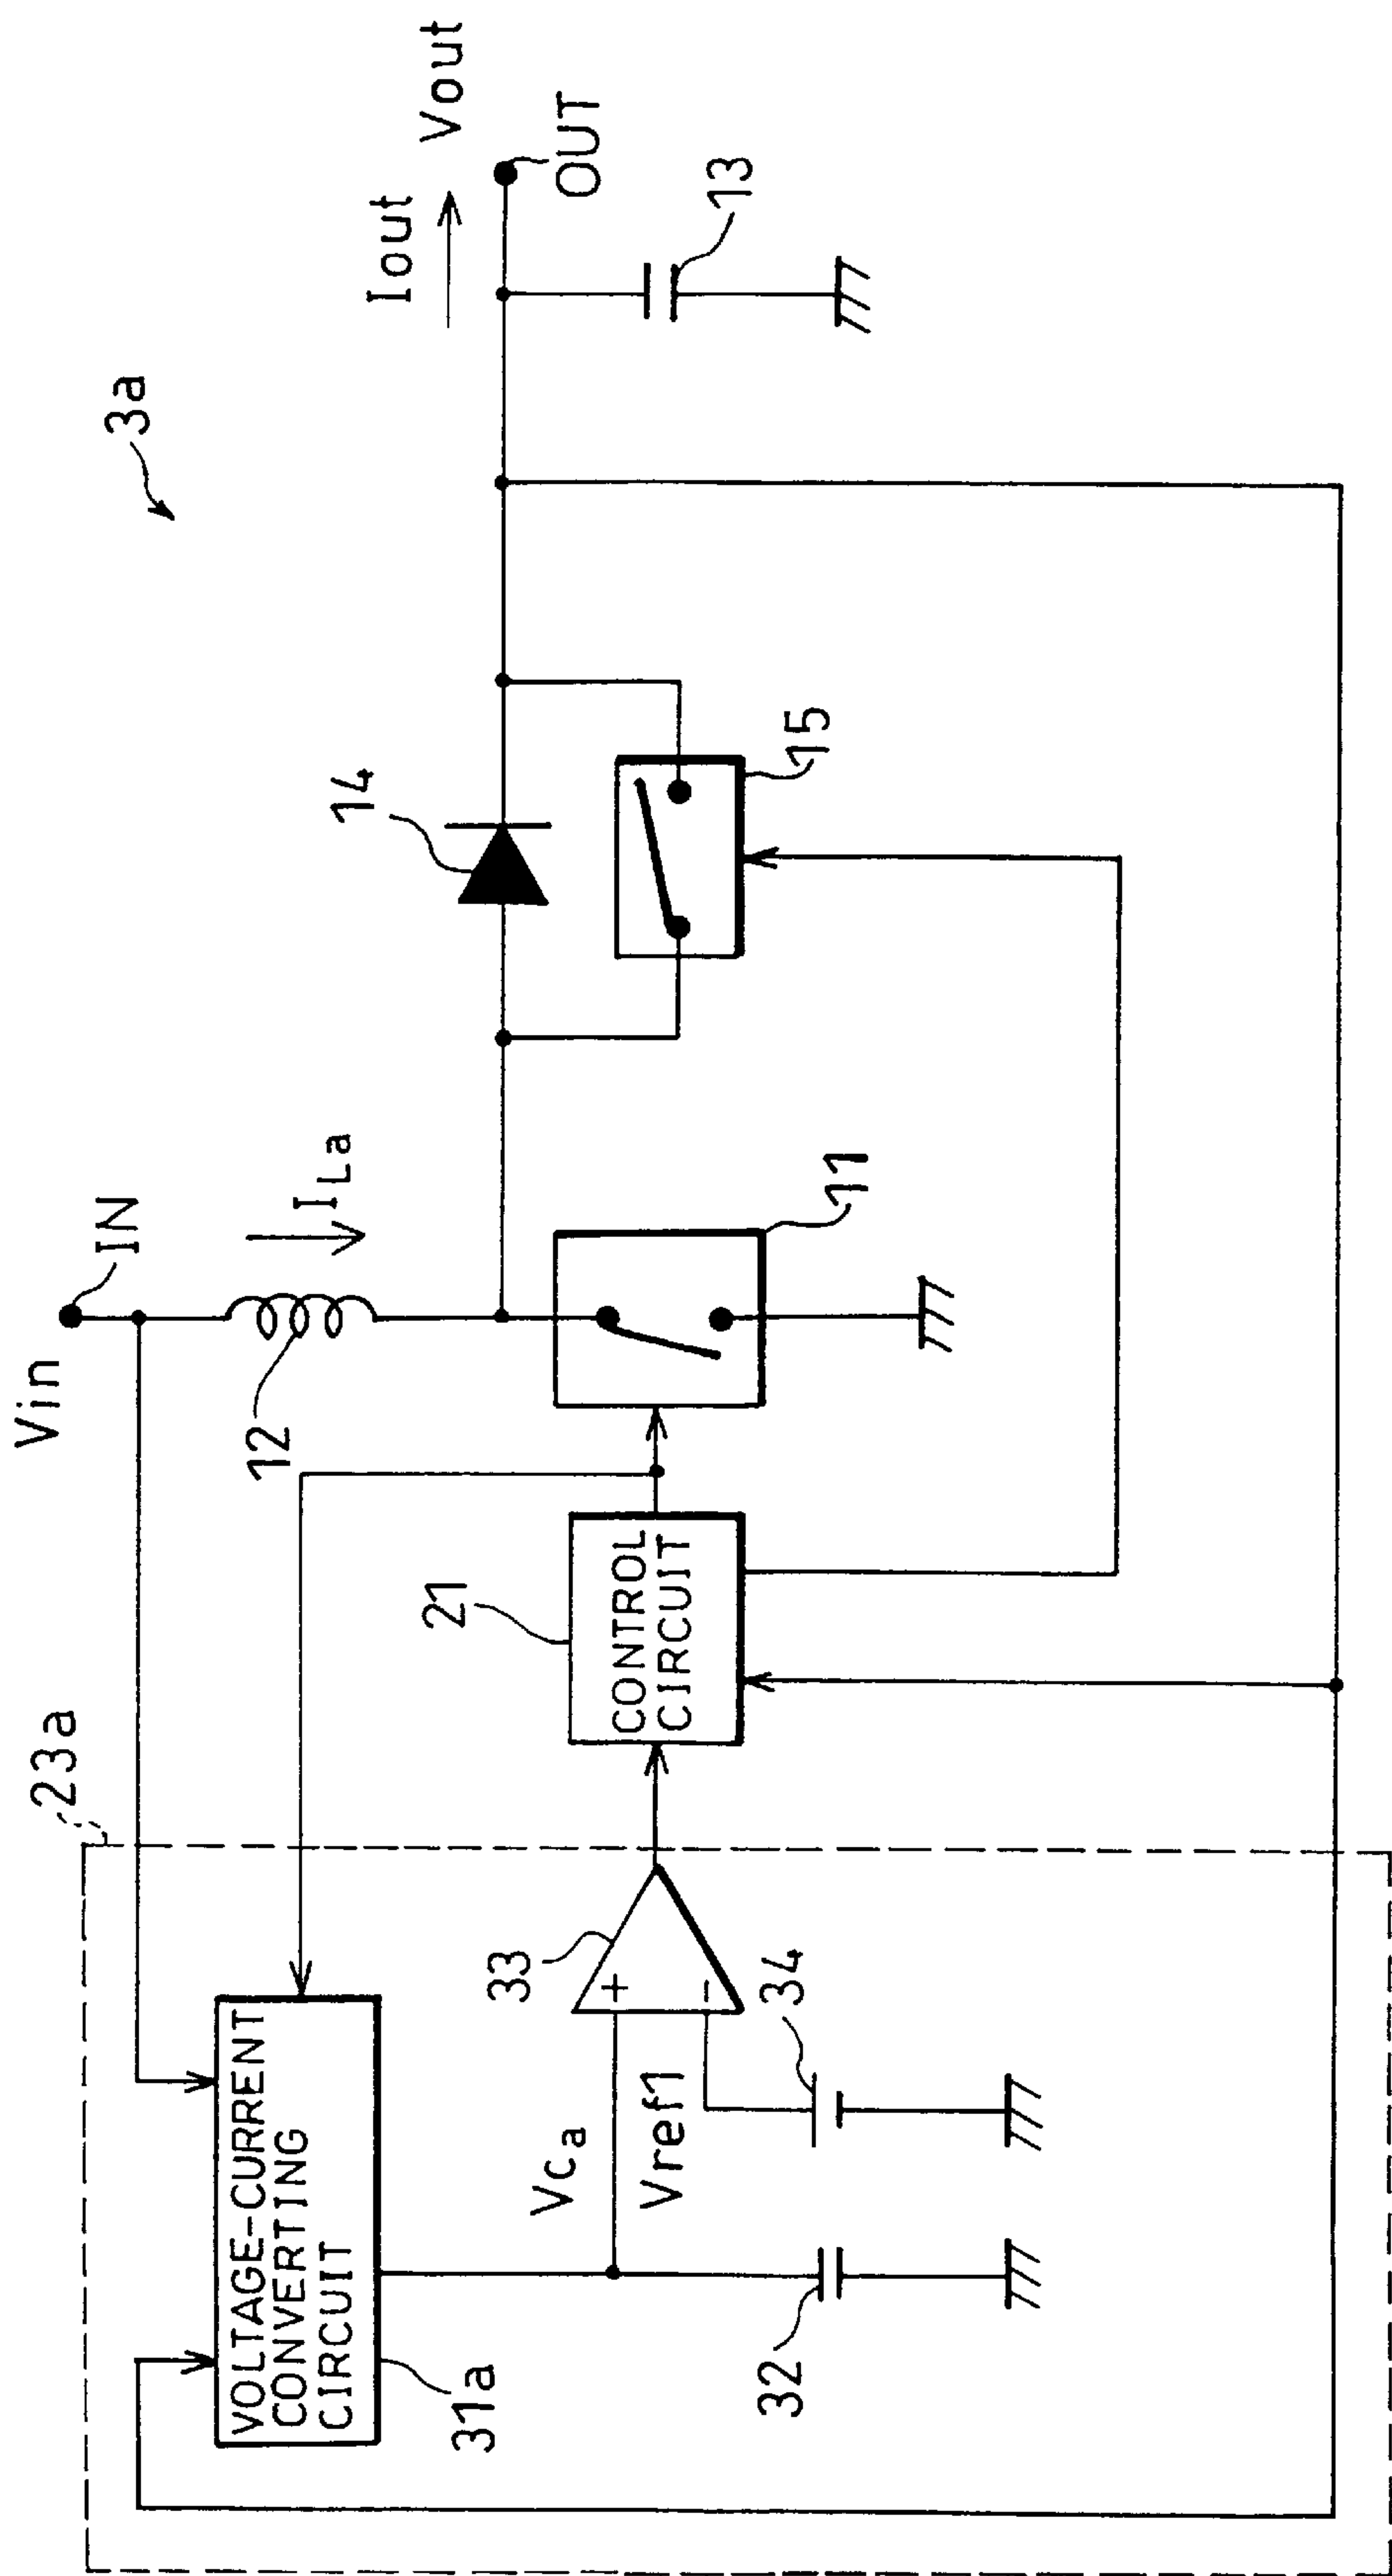 3a
Vin
IN
I La
12
Iout
Vout
OUT
14
13
23a
VOLTAGE-CURRENT
CONVERTING
CIRCUIT
31a
21
CONTROL
CIRCUIT
11
15
33
+
-
Vca
Vref1
34
32